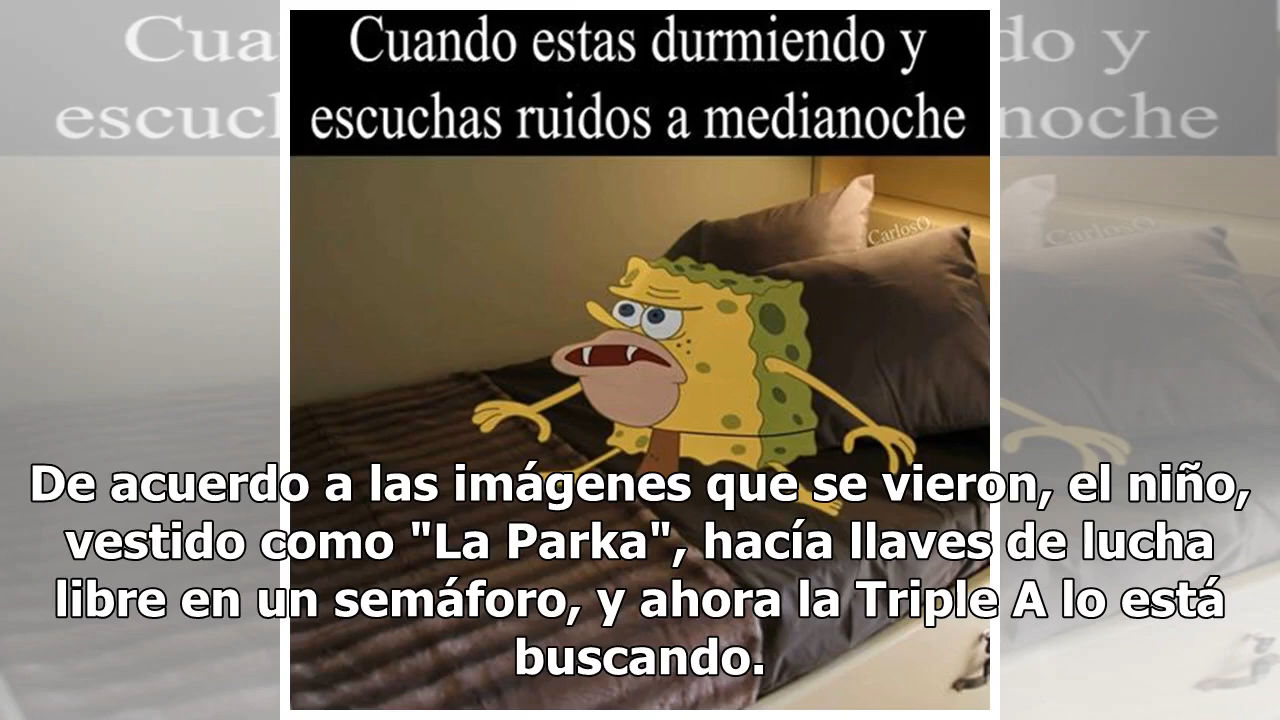 Cuando estas durmiendo y
escuchas ruidos a medianoche
CarlosO
De acuerdo a las imágenes que se vieron, el niño,
vestido como "La Parka", hacía llaves de lucha
libre en un semáforo, y ahora la Triple A lo está
buscando.